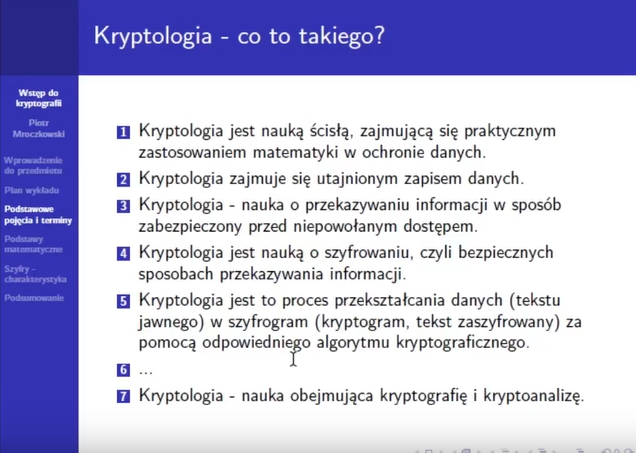 Kryptologia - co to takiego?
Wstęp do
kryptografii
Piotr
Mroczkowski
Wprowadzenie
do przedmiotu
Plan wykładu
Podstawowe
pojęcia i terminy
Podstawy
matematyczne
Szyfry -
charakterystyka
Podsumowanie
1 Kryptologia jest nauką ścisłą, zajmującą się praktycznym
zastosowaniem matematyki w ochronie danych.
2 Kryptologia zajmuje się utajnionym zapisem danych.
3 Kryptologia - nauka o przekazywaniu informacji w sposób
zabezpieczony przed niepowołanym dostępem.
4 Kryptologia jest nauką o szyfrowaniu, czyli bezpiecznych
sposobach przekazywania informacji.
5 Kryptologia jest to proces przekształcania danych (tekstu
jawnego) w szyfrogram (kryptogram, tekst zaszyfrowany) za
pomocą odpowiedniego algorytmu kryptograficznego.
6 ...
7 Kryptologia - nauka obejmująca kryptografię i kryptoanalizę.